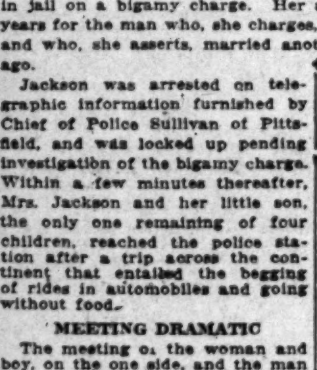 in jail on a bigamy charge. Her
years for the man who, she charges,
and who, she asserts, married
ago.
Jackson was arrested on tele-
graphic information furnished by
Chief of Police Sullivan of Pitts-
field, and was locked up pending
investigation of the bigamy charge.
Within a few minutes thereafter,
Mrs. Jackson and her little son,
the only one remaining of four
children, reached the police sta-
tion after a trip across the con-
tinent that entailed the begging
of rides in automobiles and going
without food.
MEETING DRAMATIC
The meeting of the woman and
boy, on the one side, and the man